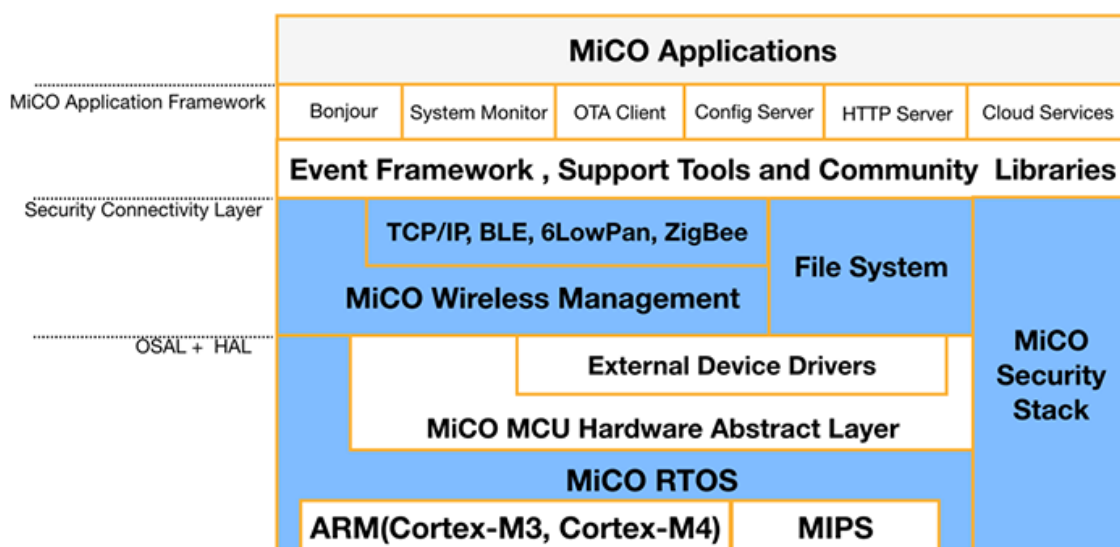 MiCO Applications
MiCO Application Framework
Bonjour
System Monitor
OTA Client
Config Server
HTTP Server
Cloud Services
Event Framework , Support Tools and Community Libraries
Security Connectivity Layer
TCP/IP, BLE, 6LowPan, ZigBee
File System
MiCO Wireless Management
OSAL + HAL
MiCO
Security
Stack
External Device Drivers
MiCO MCU Hardware Abstract Layer
MiCO RTOS
ARM(Cortex-M3, Cortex-M4)
MIPS